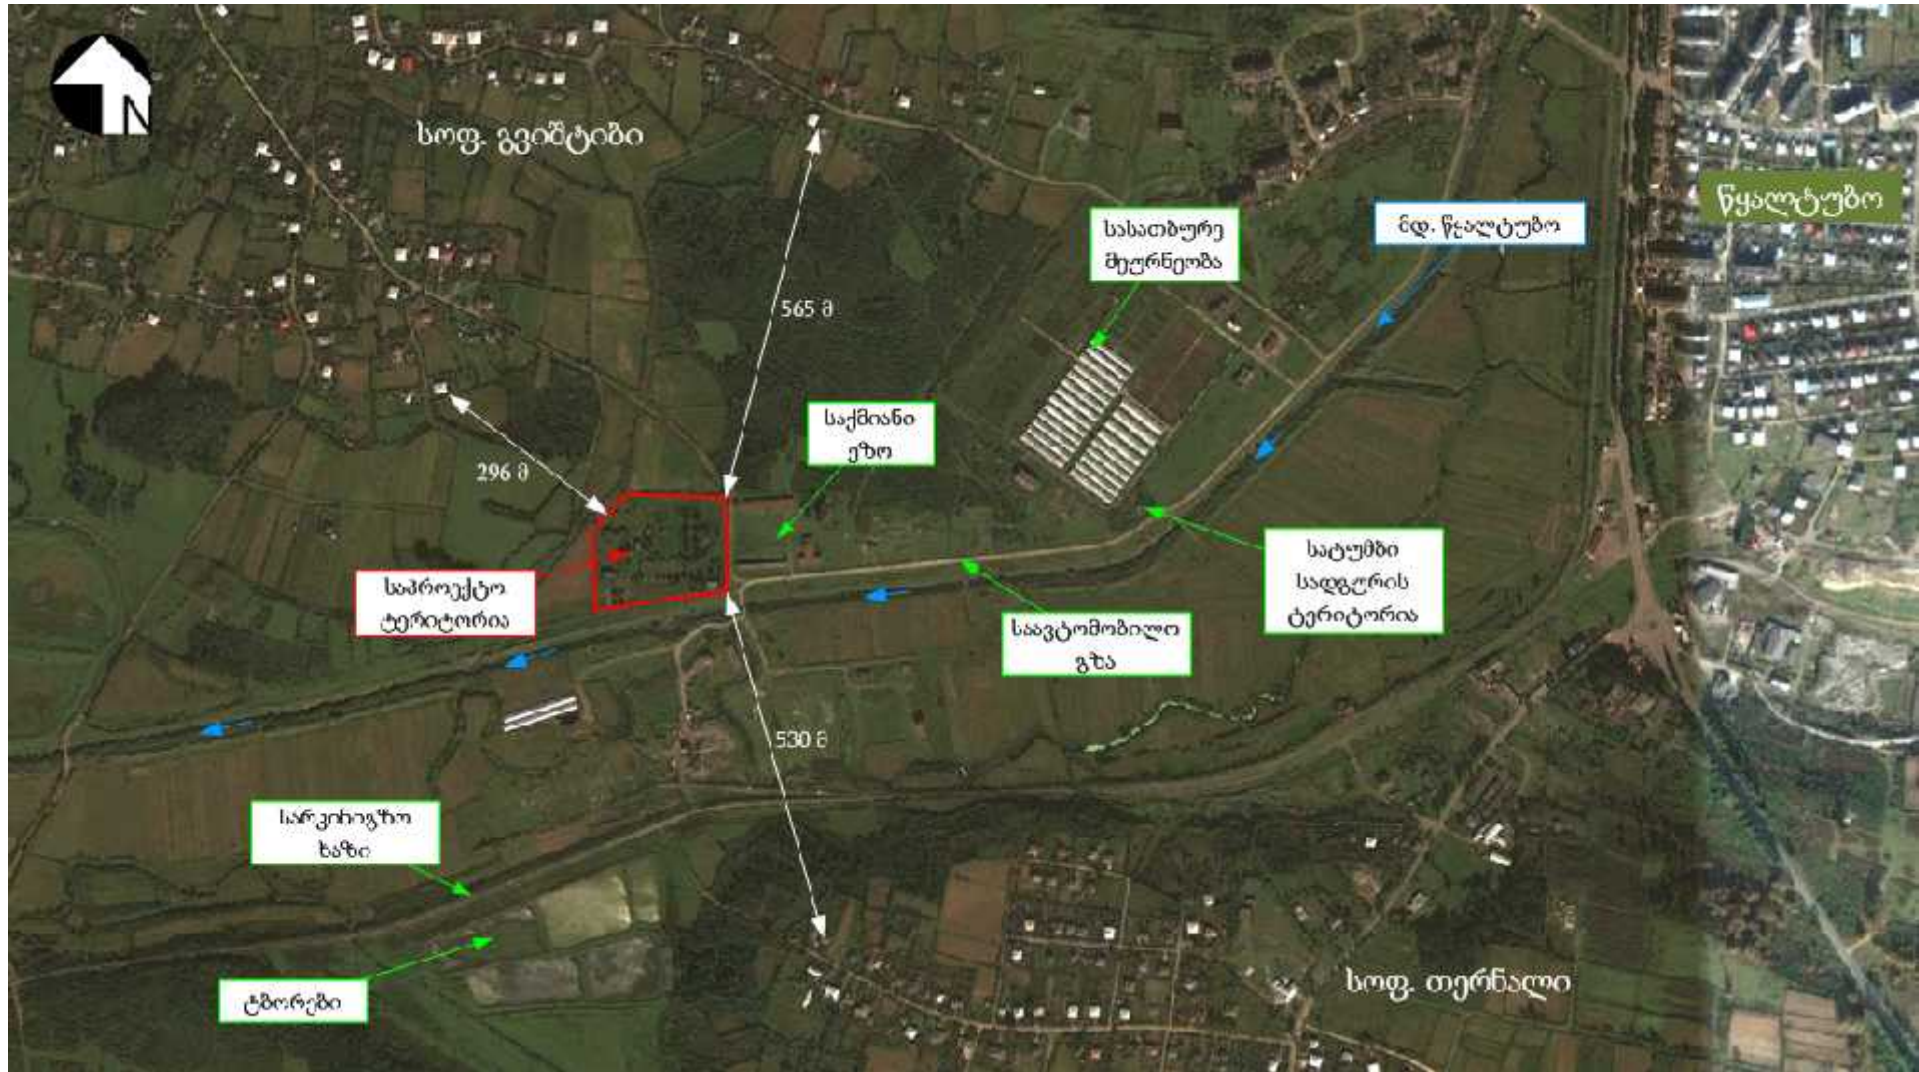 N
სოფ. გვიშტიბი
წყალტუბო
სასათბურე
მეურნეობა
მდ. წყალტუბო
565 მ
საქმიანი
ეზო
296 მ
სატუმბი
სადგურის
ტერიტორია
საპროექტო
ტერიტორია
საავტომობილო
გზა
530 მ
სარკინიგზო
ხაზი
სოფ. თერნალი
ტბორები